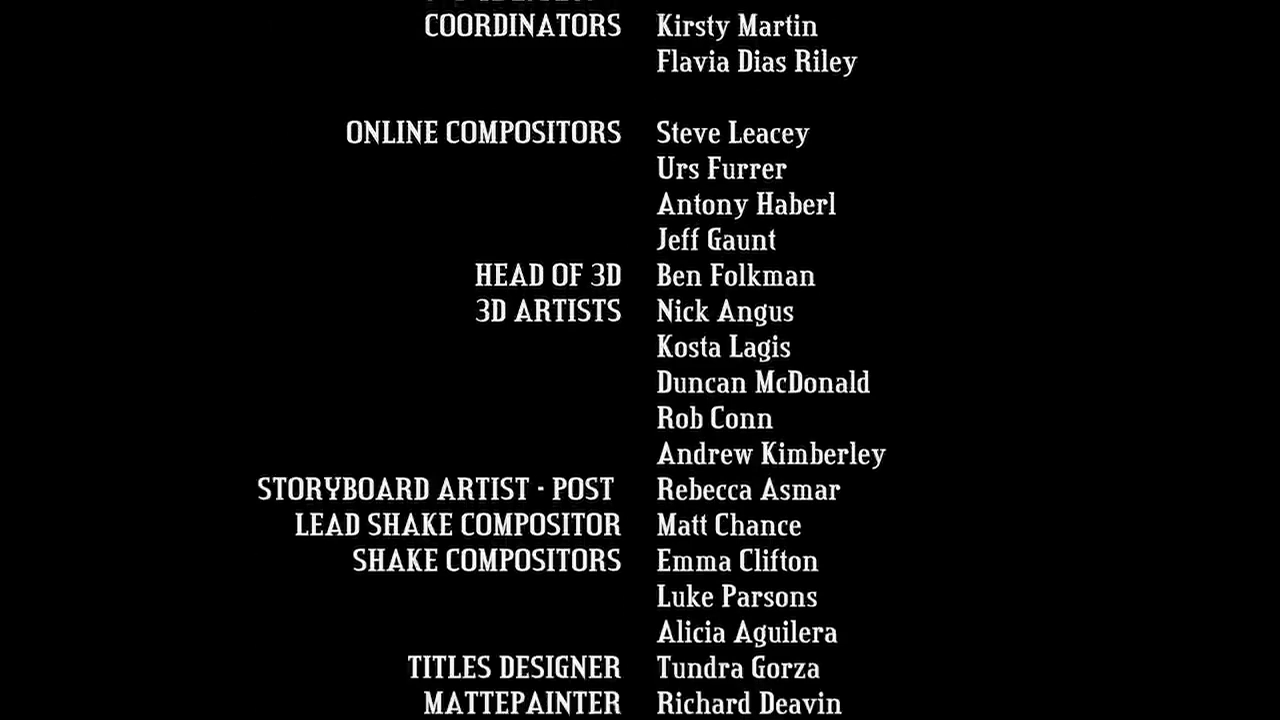 COORDINATORS Kirsty Martin
Flavia Dias Riley
ONLINE COMPOSITORS Steve Leacey
Urs Furrer
Antony Haberl
Jeff Gaunt
HEAD OF 3D Ben Folkman
3D ARTISTS Nick Angus
Kosta Lagis
Duncan McDonald
Rob Conn
Andrew Kimberley
STORYBOARD ARTIST - POST Rebecca Asmar
LEAD SHAKE COMPOSITOR Matt Chance
SHAKE COMPOSITORS Emma Clifton
Luke Parsons
Alicia Aguilera
TITLES DESIGNER Tundra Gorza
MATTEPAINTER Richard Deavin